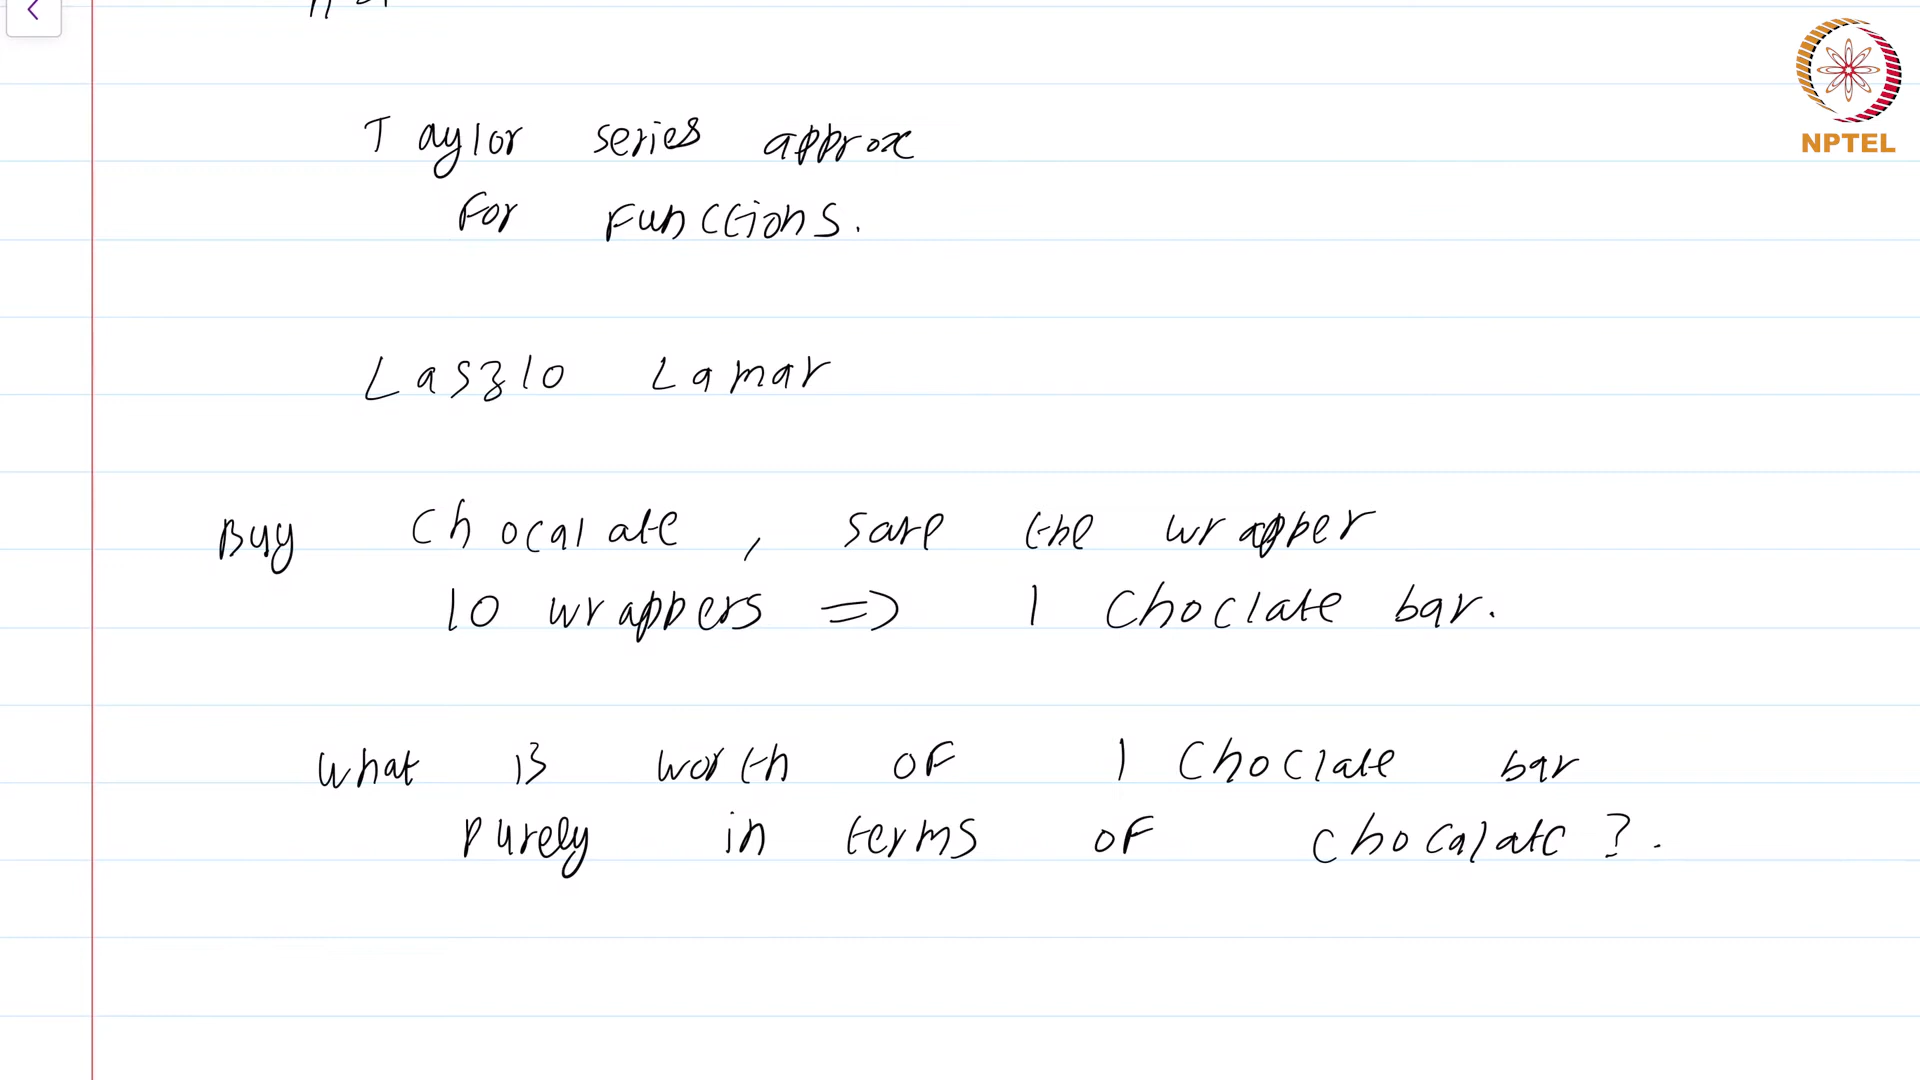 Taylor series approx
NPTEL
for functions.
Laszlo Lamar
Buy Chocalate, save the wrapper
10 wrappers => 1 Choclate bar.
What is worth of 1 Choclate bar
purely in terms of chocalate?.